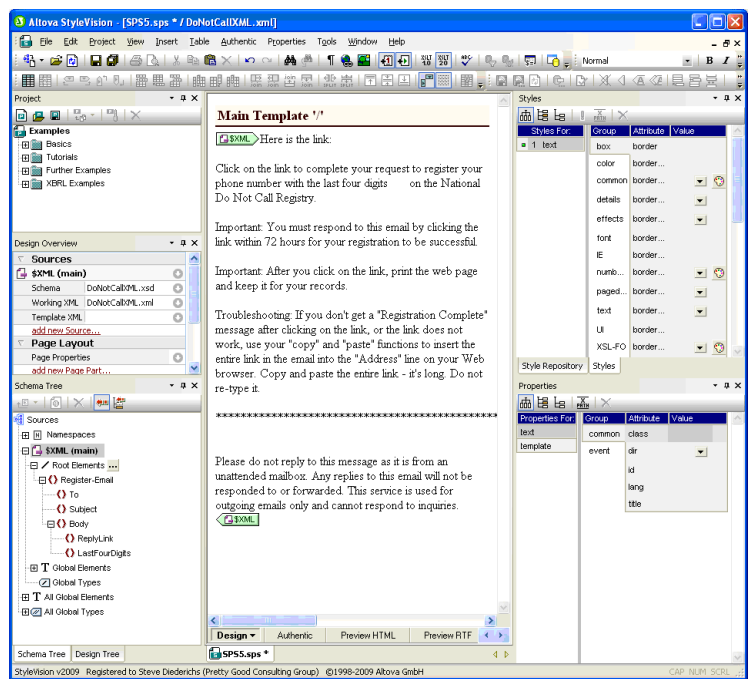 Altova StyleVision - [SPS5.sps * / DoNotCallXML.xml]
File Edit Project View Insert Table Authentic Properties Tools Window Help
Normal B I
Project
Examples
Basics
Tutorials
Further Examples
XBRL Examples
Design Overview
Sources
$XML (main)
Schema DoNotCallXML.xsd
Working XML DoNotCallXML.xml
Template XML
add new Source...
Page Layout
Page Properties
add new Page Part...
Schema Tree
Sources
Namespaces
$XML (main)
Root Elements ...
Register-Email
To
Subject
Body
ReplyLink
LastFourDigits
Global Elements
Global Types
All Global Elements
All Global Types
Schema Tree Design Tree
Main Template '/'
$XML Here is the link:
Click on the link to complete your request to register your
phone number with the last four digits on the National
Do Not Call Registry.
Important: You must respond to this email by clicking the
link within 72 hours for your registration to be successful.
Important: After you click on the link, print the web page
and keep it for your records.
Troubleshooting: If you don't get a "Registration Complete"
message after clicking on the link, or the link does not
work, use your "copy" and "paste" functions to insert the
entire link in the email into the "Address" line on your Web
browser. Copy and paste the entire link - it's long. Do not
re-type it.
**************************************************
Please do not reply to this message as it is from an
unattended mailbox. Any replies to this email will not be
responded to or forwarded. This service is used for
outgoing emails only and cannot respond to inquiries.
$XML
Design Authentic Preview HTML Preview RTF
SPS5.sps *
Styles
Styles For: Group Attribute Value
1 text box border
color border...
common border...
details border...
effects border...
font border...
IE border...
numb... border...
paged... border...
text border...
UI border...
XSL-FO border...
Style Repository Styles
Properties
Properties For: Group Attribute Value
text common class
template event dir
id
lang
title
StyleVision v2009 Registered to Steve Diederichs (Pretty Good Consulting Group) ©1998-2009 Altova GmbH CAP NUM SCRL